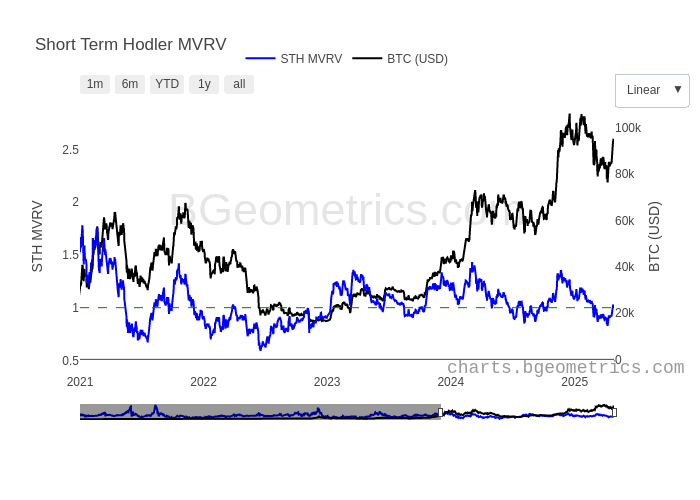 Short Term Hodler MVRV
STH MVRV BTC (USD)
1m 6m YTD 1y all
Linear ▼
BGeometrics.com
2.5
2
1.5
1
0.5
STH MVRV
100k
80k
60k
40k
20k
0
BTC (USD)
charts.bgeometrics.com
2021 2022 2023 2024 2025